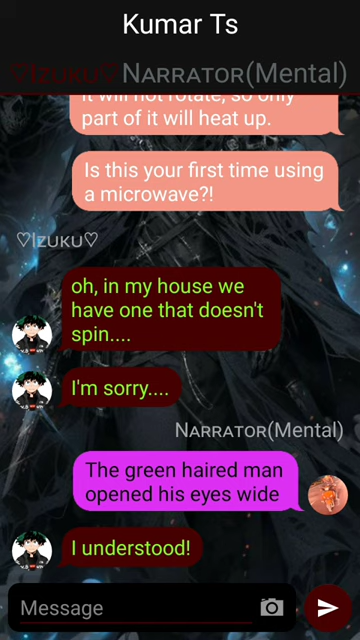 Kumar Ts
♡Izuku♡ Narrator(Mental)
it will not rotate, so only
part of it will heat up.
Is this your first time using
a microwave?!
♡Izuku♡
oh, in my house we
have one that doesn't
spin....
I'm sorry....
Narrator(Mental)
The green haired man
opened his eyes wide
I understood!
Message